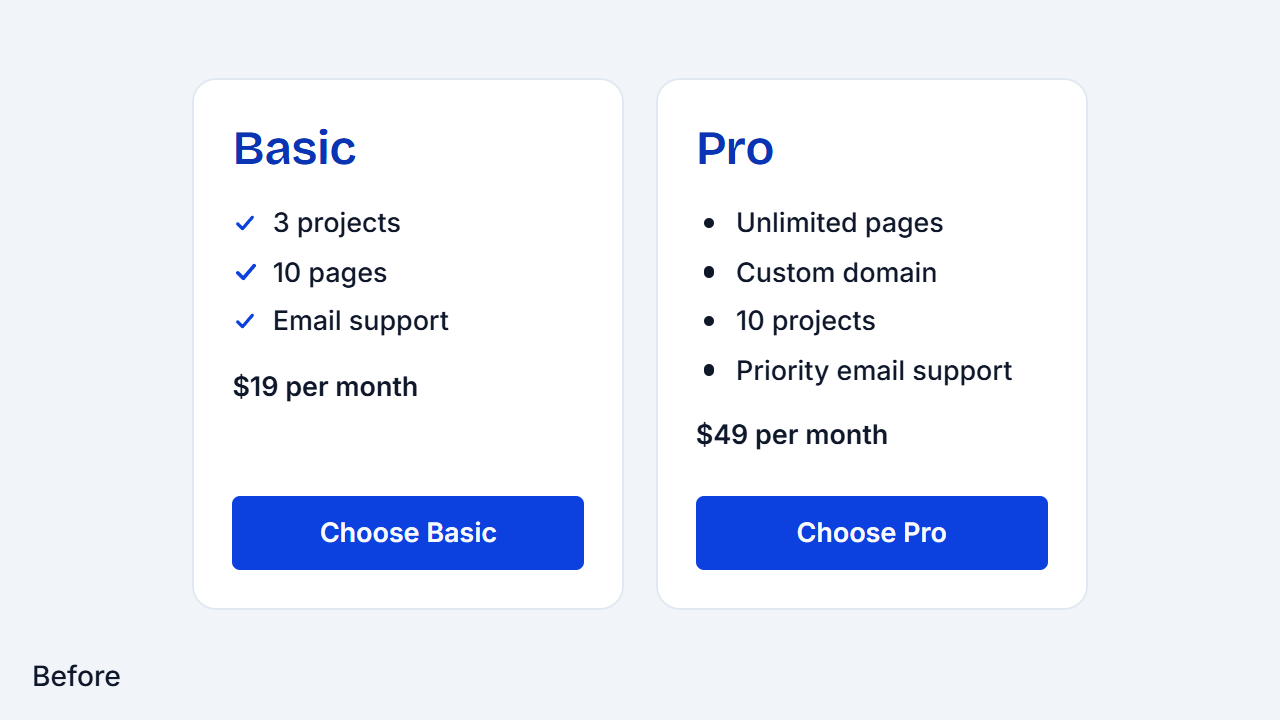 Basic
3 projects
10 pages
Email support
$19 per month
Choose Basic
Pro
Unlimited pages
Custom domain
10 projects
Priority email support
$49 per month
Choose Pro
Before